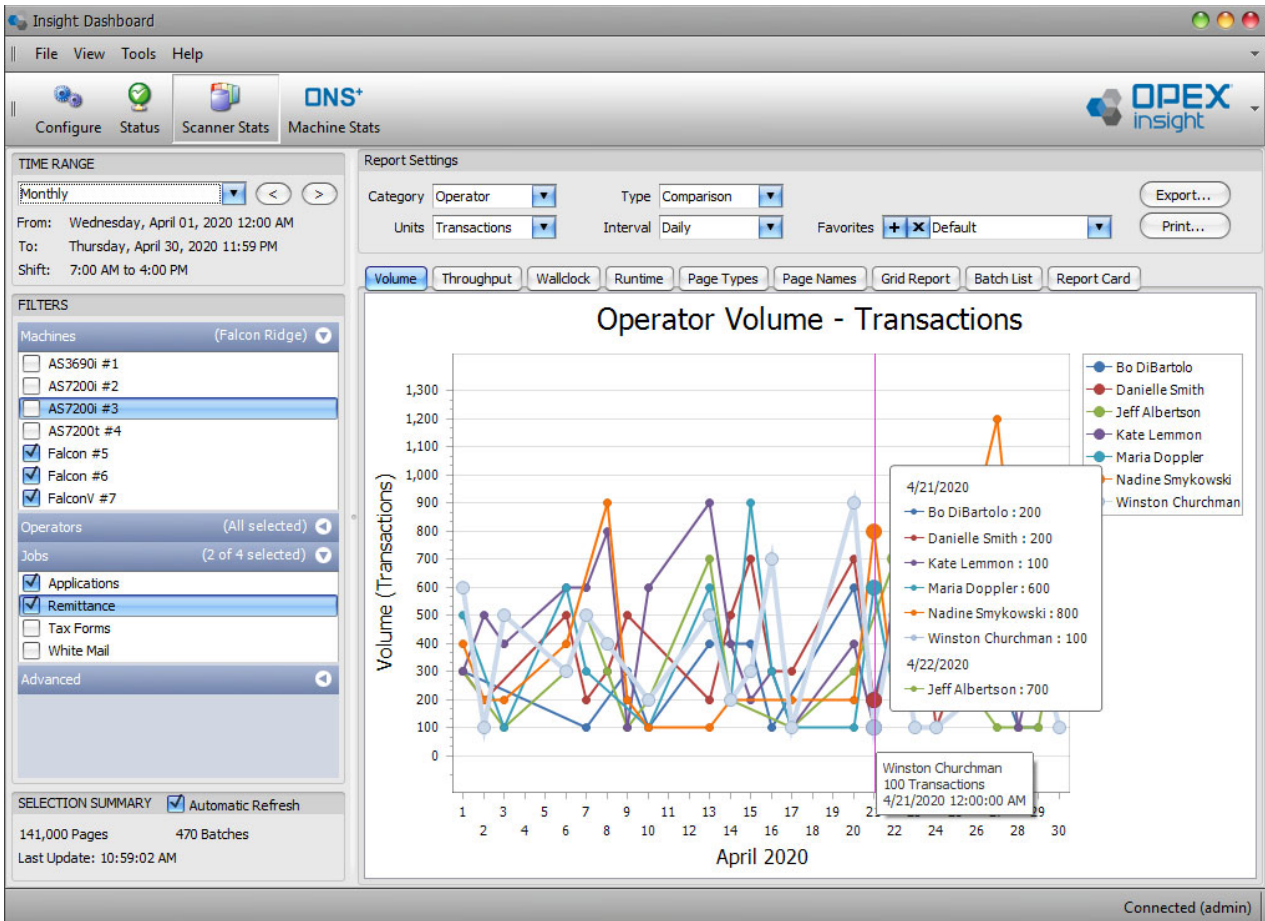 Insight Dashboard
File View Tools Help
Configure Status Scanner Stats Machine Stats
ONS+
OPEX
insight
TIME RANGE
Monthly
< >
From: Wednesday, April 01, 2020 12:00 AM
To: Thursday, April 30, 2020 11:59 PM
Shift: 7:00 AM to 4:00 PM
FILTERS
Machines (Falcon Ridge)
AS3690i #1
AS7200i #2
AS7200i #3
AS7200t #4
Falcon #5
Falcon #6
FalconV #7
Operators (All selected)
Jobs (2 of 4 selected)
Applications
Remittance
Tax Forms
White Mail
Advanced
SELECTION SUMMARY Automatic Refresh
141,000 Pages 470 Batches
Last Update: 10:59:02 AM
Report Settings
Category Operator Type Comparison Export...
Units Transactions Interval Daily Favorites + x Default Print...
Volume Throughput Wallclock Runtime Page Types Page Names Grid Report Batch List Report Card
Operator Volume - Transactions
Volume (Transactions)
1,300
1,200
1,100
1,000
900
800
700
600
500
400
300
200
100
0
Bo DiBartolo
Danielle Smith
Jeff Albertson
Kate Lemmon
Maria Doppler
Nadine Smykowski
Winston Churchman
4/21/2020
Bo DiBartolo : 200
Danielle Smith : 200
Kate Lemmon : 100
Maria Doppler : 600
Nadine Smykowski : 800
Winston Churchman : 100
4/22/2020
Jeff Albertson : 700
Winston Churchman
100 Transactions
4/21/2020 12:00:00 AM
1 3 5 7 9 11 13 15 17 19
2 4 6 8 10 12 14 16 18 20 22 24 26 28 30
April 2020
Connected (admin)